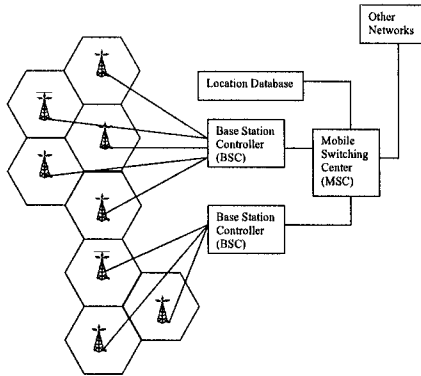 Other
Networks
Location Database
Base Station
Controller
(BSC)
Mobile
Switching
Center
(MSC)
Base Station
Controller
(BSC)